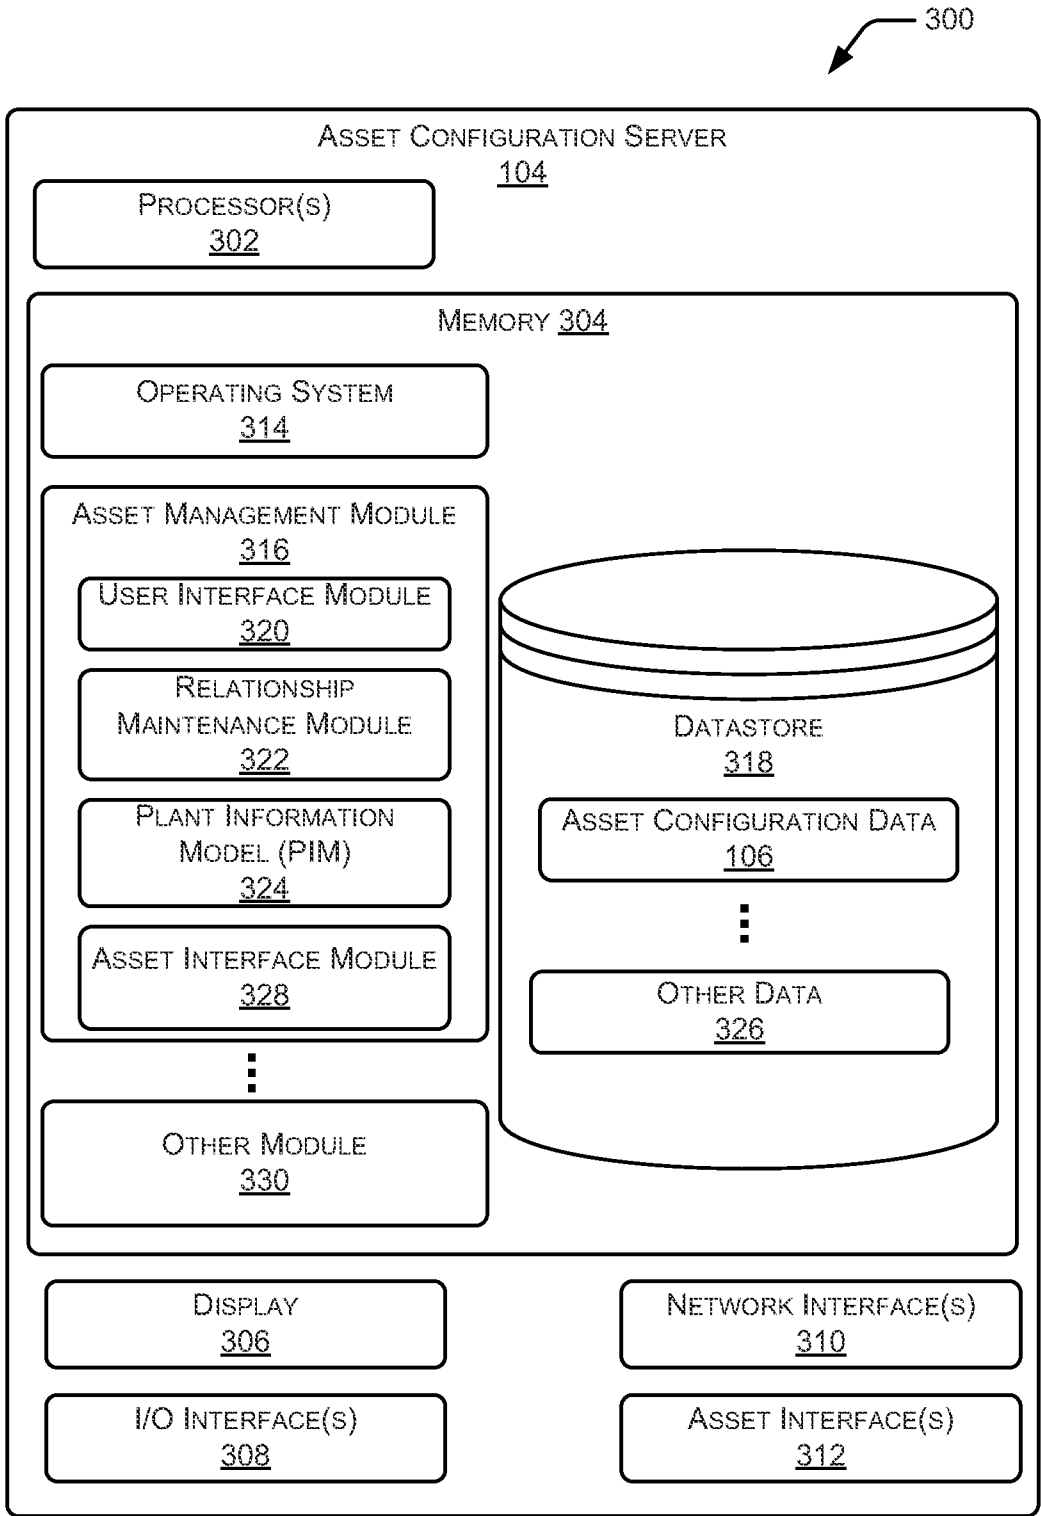 300
ASSET CONFIGURATION SERVER
104
PROCESSOR(S)
302
MEMORY 304
OPERATING SYSTEM
314
ASSET MANAGEMENT MODULE
316
USER INTERFACE MODULE
320
RELATIONSHIP
MAINTENANCE MODULE
322
PLANT INFORMATION
MODEL (PIM)
324
ASSET INTERFACE MODULE
328
OTHER MODULE
330
DATASTORE
318
ASSET CONFIGURATION DATA
106
OTHER DATA
326
DISPLAY
306
NETWORK INTERFACE(S)
310
I/O INTERFACE(S)
308
ASSET INTERFACE(S)
312